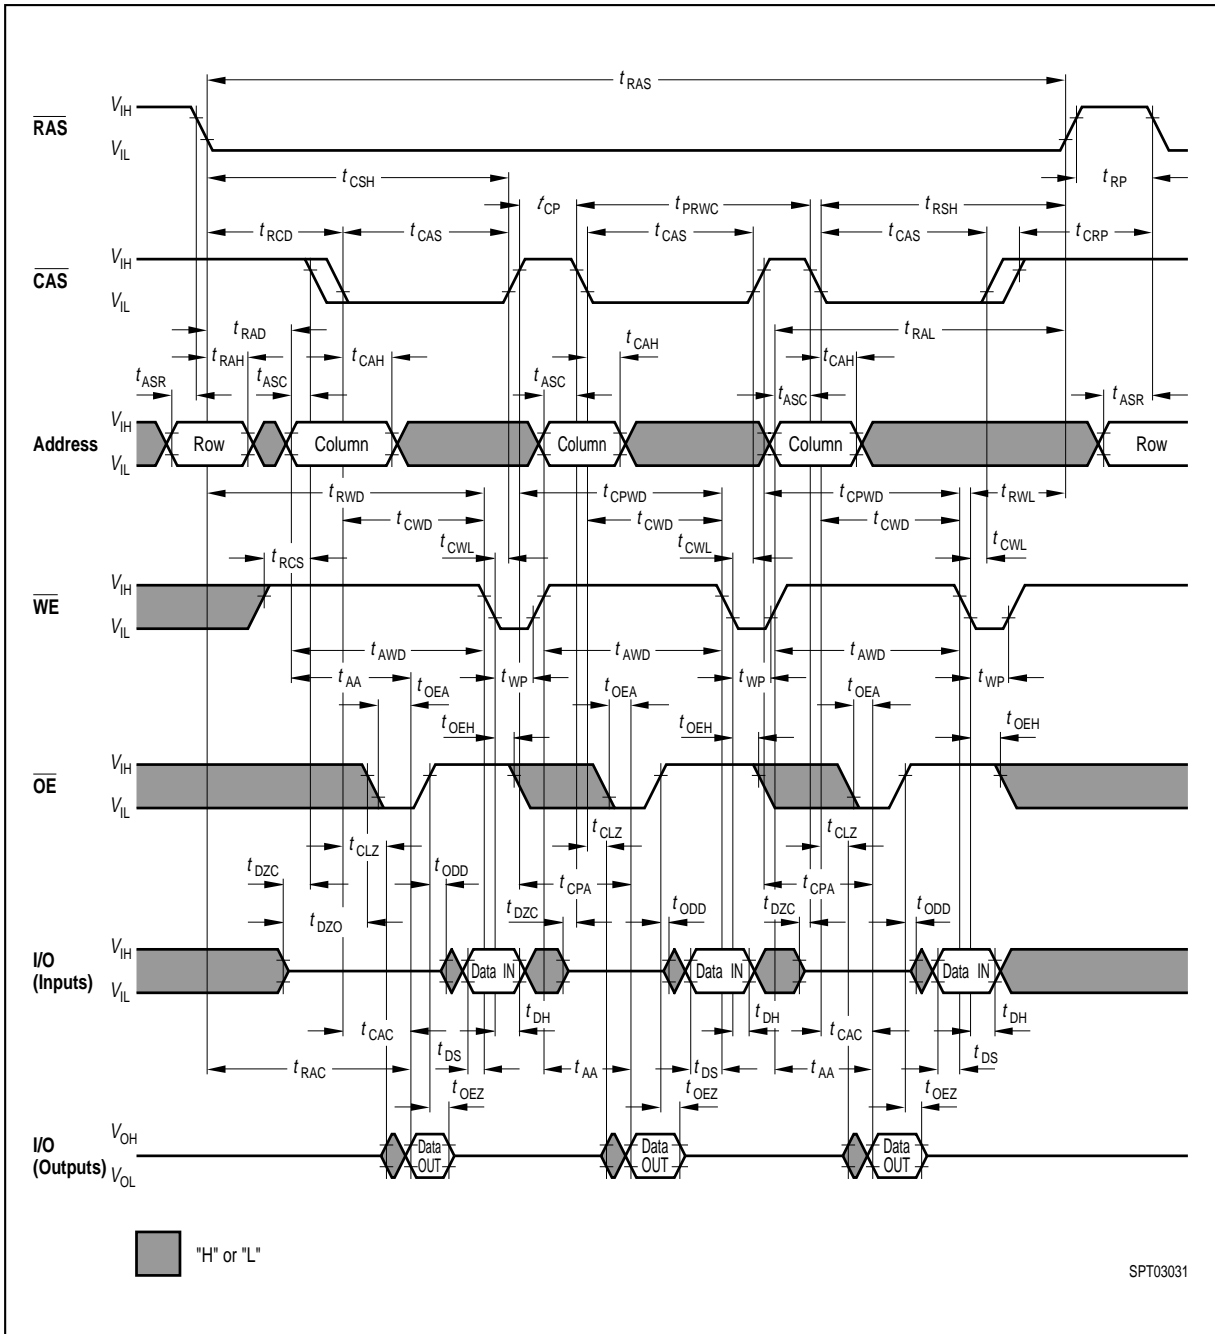 tRAS
VIH
RAS
VIL
tCSH
tRP
tCP
tPRWC
tRSH
tRCD
tCAS
tCAS
tCAS
tCRP
VIH
CAS
VIL
tRAD
tRAL
tRAH
tCAH
tCAH
tCAH
tASR
tASC
tASC
tASC
tASR
VIH
Address
Row
Column
Column
Column
Row
VIL
tRWD
tCPWD
tCPWD
tRWL
tCWD
tCWD
tCWD
tRCS
tCWL
tCWL
tCWL
VIH
WE
VIL
tAWD
tAWD
tAWD
tAA
tWP
tWP
tWP
tOEA
tOEA
tOEA
tOEH
tOEH
tOEH
VIH
OE
VIL
tCLZ
tCLZ
tCLZ
tDZC
tODD
tCPA
tCPA
tDZO
tDZC
tODD
tDZC
tODD
VIH
I/O
(Inputs)
Data IN
Data IN
Data IN
VIL
tDH
tDH
tDH
tCAC
tCAC
tDS
tDS
tDS
tRAC
tAA
tAA
tOEZ
tOEZ
tOEZ
VOH
I/O
(Outputs)
Data
OUT
Data
OUT
Data
OUT
VOL
"H" or "L"
SPT03031